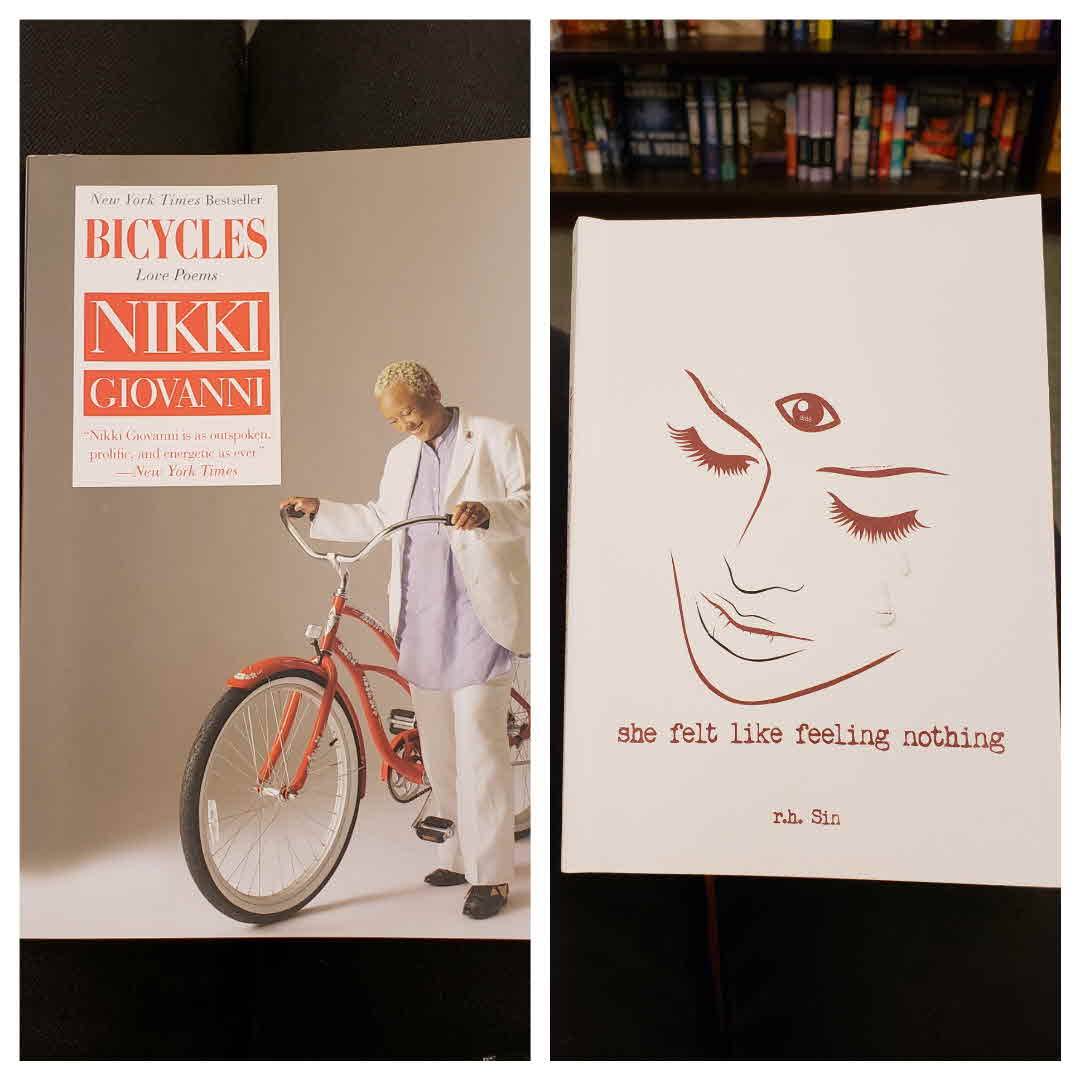 New York Times Bestseller
BICYCLES
Love Poems
NIKKI
GIOVANNI
"Nikki Giovanni is as outspoken,
prolific, and energetic as ever"
—New York Times
she felt like feeling nothing
r.h. Sin